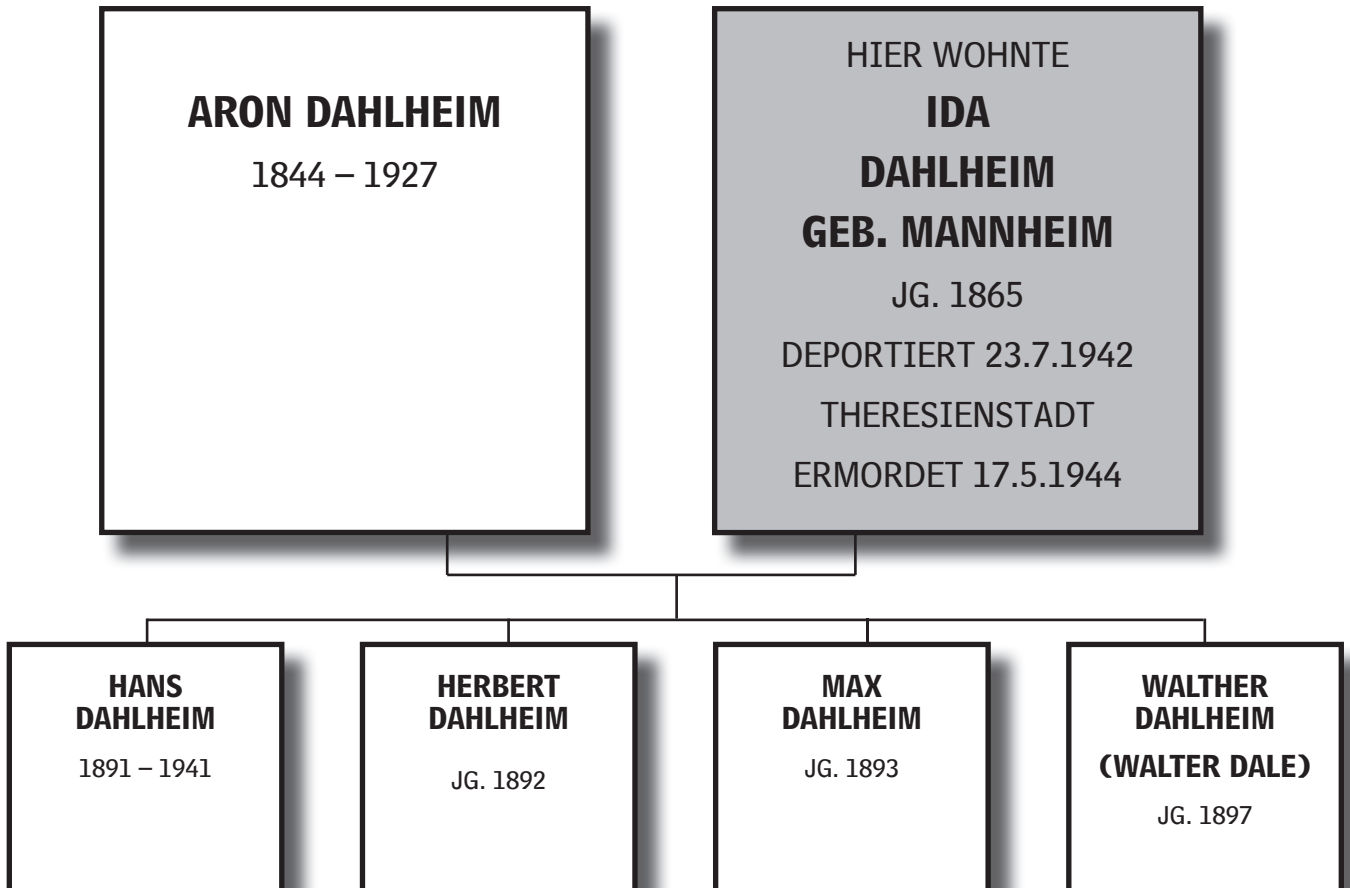 ARON DAHLHEIM
1844 – 1927
HIER WOHNTE
IDA
DAHLHEIM
GEB. MANNHEIM
JG. 1865
DEPORTIERT 23.7.1942
THERESIENSTADT
ERMORDET 17.5.1944
HANS
DAHLHEIM
1891 – 1941
HERBERT
DAHLHEIM
JG. 1892
MAX
DAHLHEIM
JG. 1893
WALTHER
DAHLHEIM
(WALTER DALE)
JG. 1897